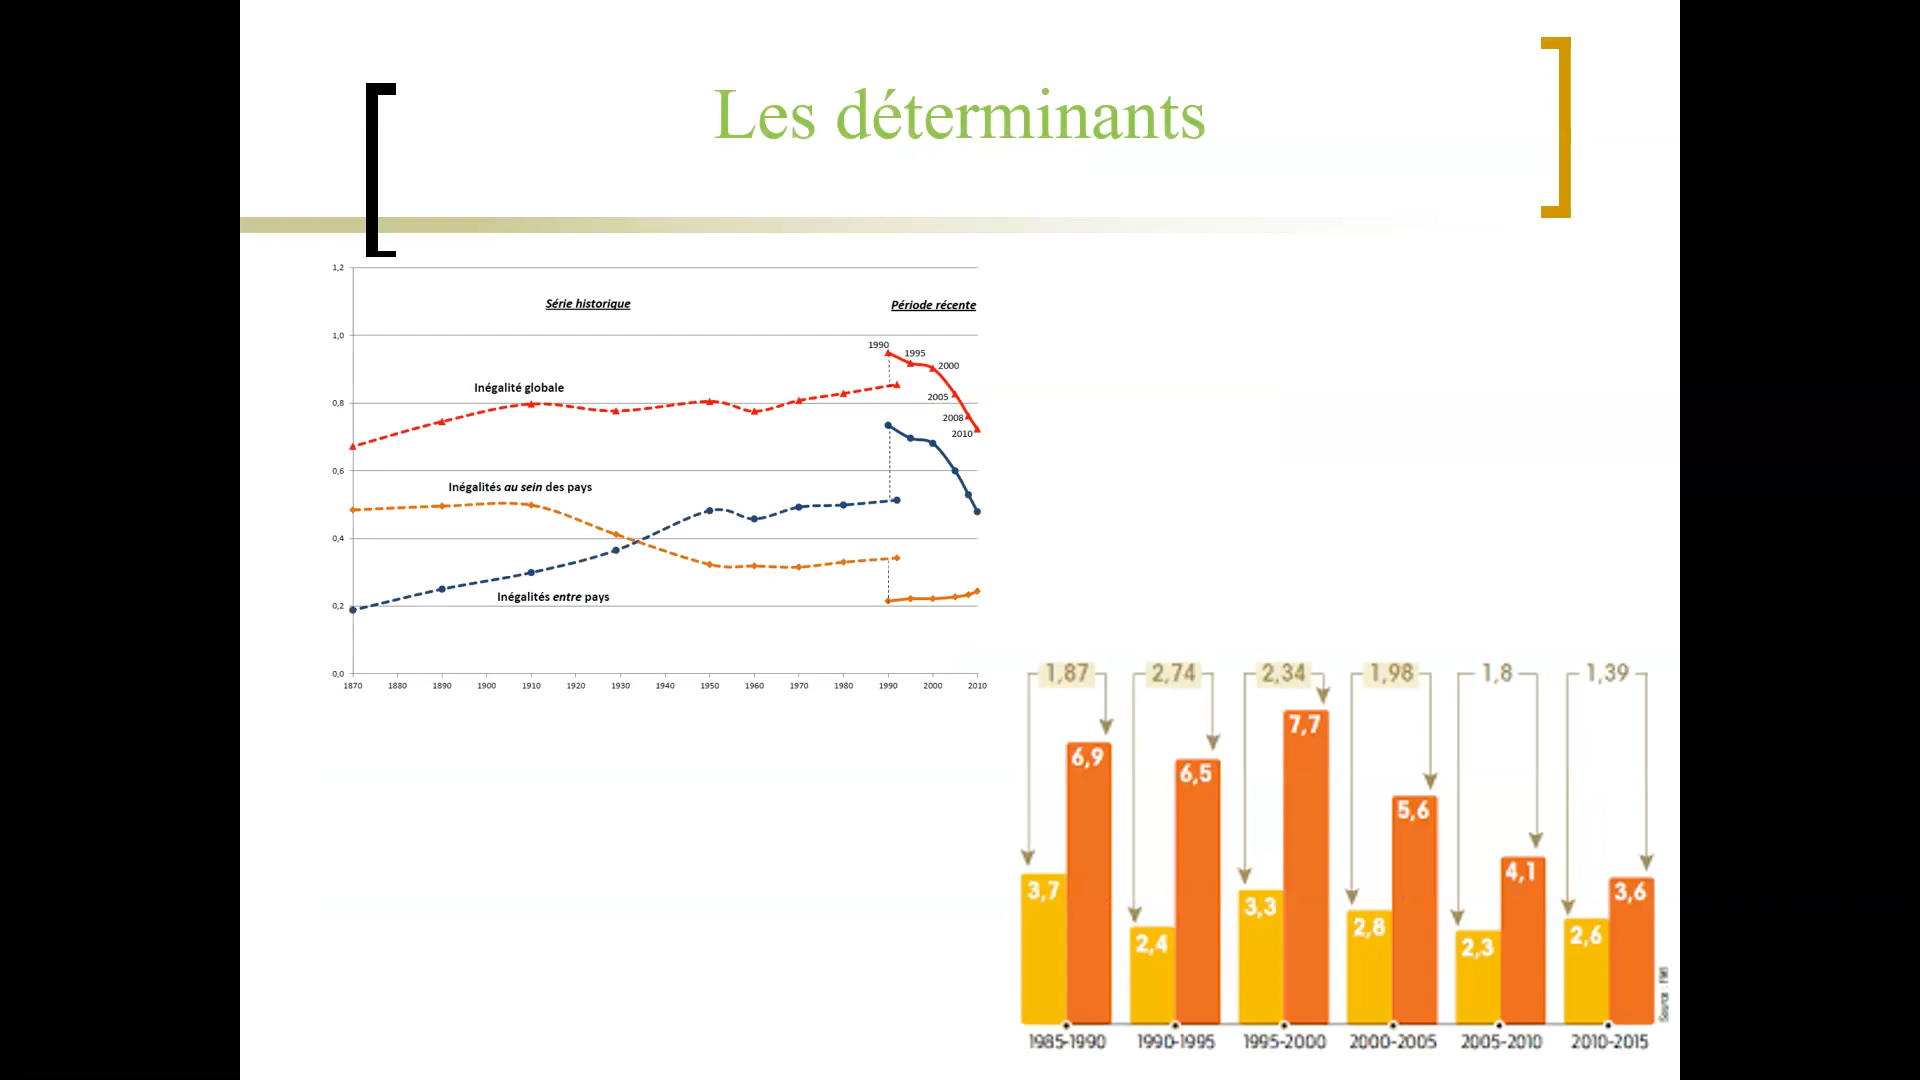 Les déterminants
1,2
Série historique
Période récente
1,0
1990
1995
2000
Inégalité globale
2005
0,8
2008
2010
0,6
Inégalités au sein des pays
0,4
Inégalités entre pays
0,2
0,0
1870 1880 1890 1900 1910 1920 1930 1940 1950 1960 1970 1980 1990 2000 2010
1,87 2,74 2,34 1,98 1,8 1,39
3,7 6,9 2,4 6,5 3,3 7,7 2,8 5,6 2,3 4,1 2,6 3,6
Source : FMI
1985-1990 1990-1995 1995-2000 2000-2005 2005-2010 2010-2015